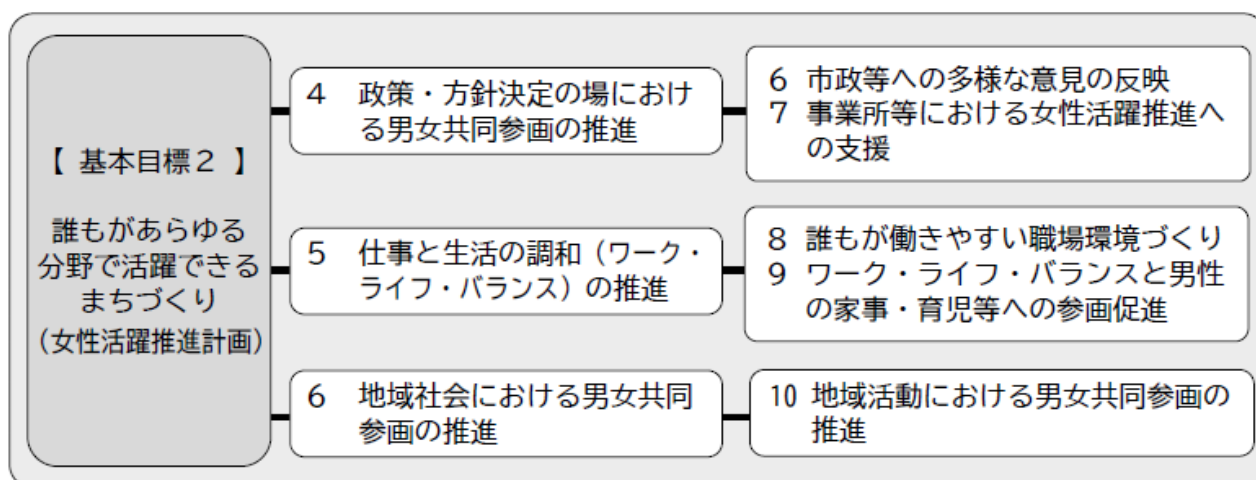 【 基本目標２ 】
誰もがあらゆる
分野で活躍できる
まちづくり
(女性活躍推進計画)
４　政策・方針決定の場におけ
る男女共同参画の推進
６ 市政等への多様な意見の反映
７ 事業所等における女性活躍推進へ
の支援
５　仕事と生活の調和（ワーク・
ライフ・バランス）の推進
８ 誰もが働きやすい職場環境づくり
９ ワーク・ライフ・バランスと男性
の家事・育児等への参画促進
６　地域社会における男女共同
参画の推進
10 地域活動における男女共同参画の
推進